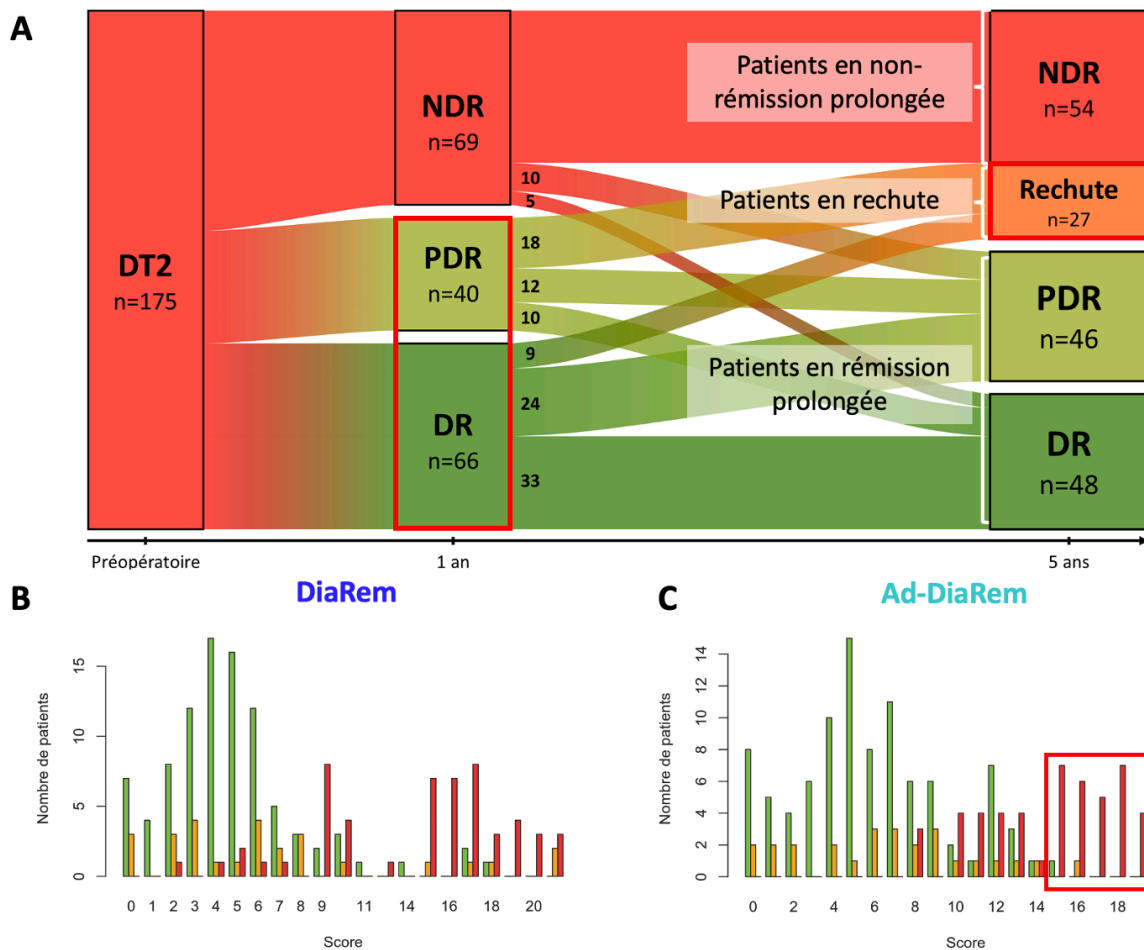 A
DT2
n=175
NDR
n=69
PDR
n=40
DR
n=66
10
5
18
12
10
9
24
33
Patients en non-
rémission prolongée
Patients en rechute
Patients en rémission
prolongée
NDR
n=54
Rechute
n=27
PDR
n=46
DR
n=48
Préopératoire
1 an
5 ans
B
DiaRem
Nombre de patients
15
10
5
0
0 1 2 3 4 5 6 7 8 9 11 14 16 18 20
Score
C
Ad-DiaRem
Nombre de patients
14
12
10
8
6
4
2
0
0 2 4 6 8 10 12 14 16 18
Score